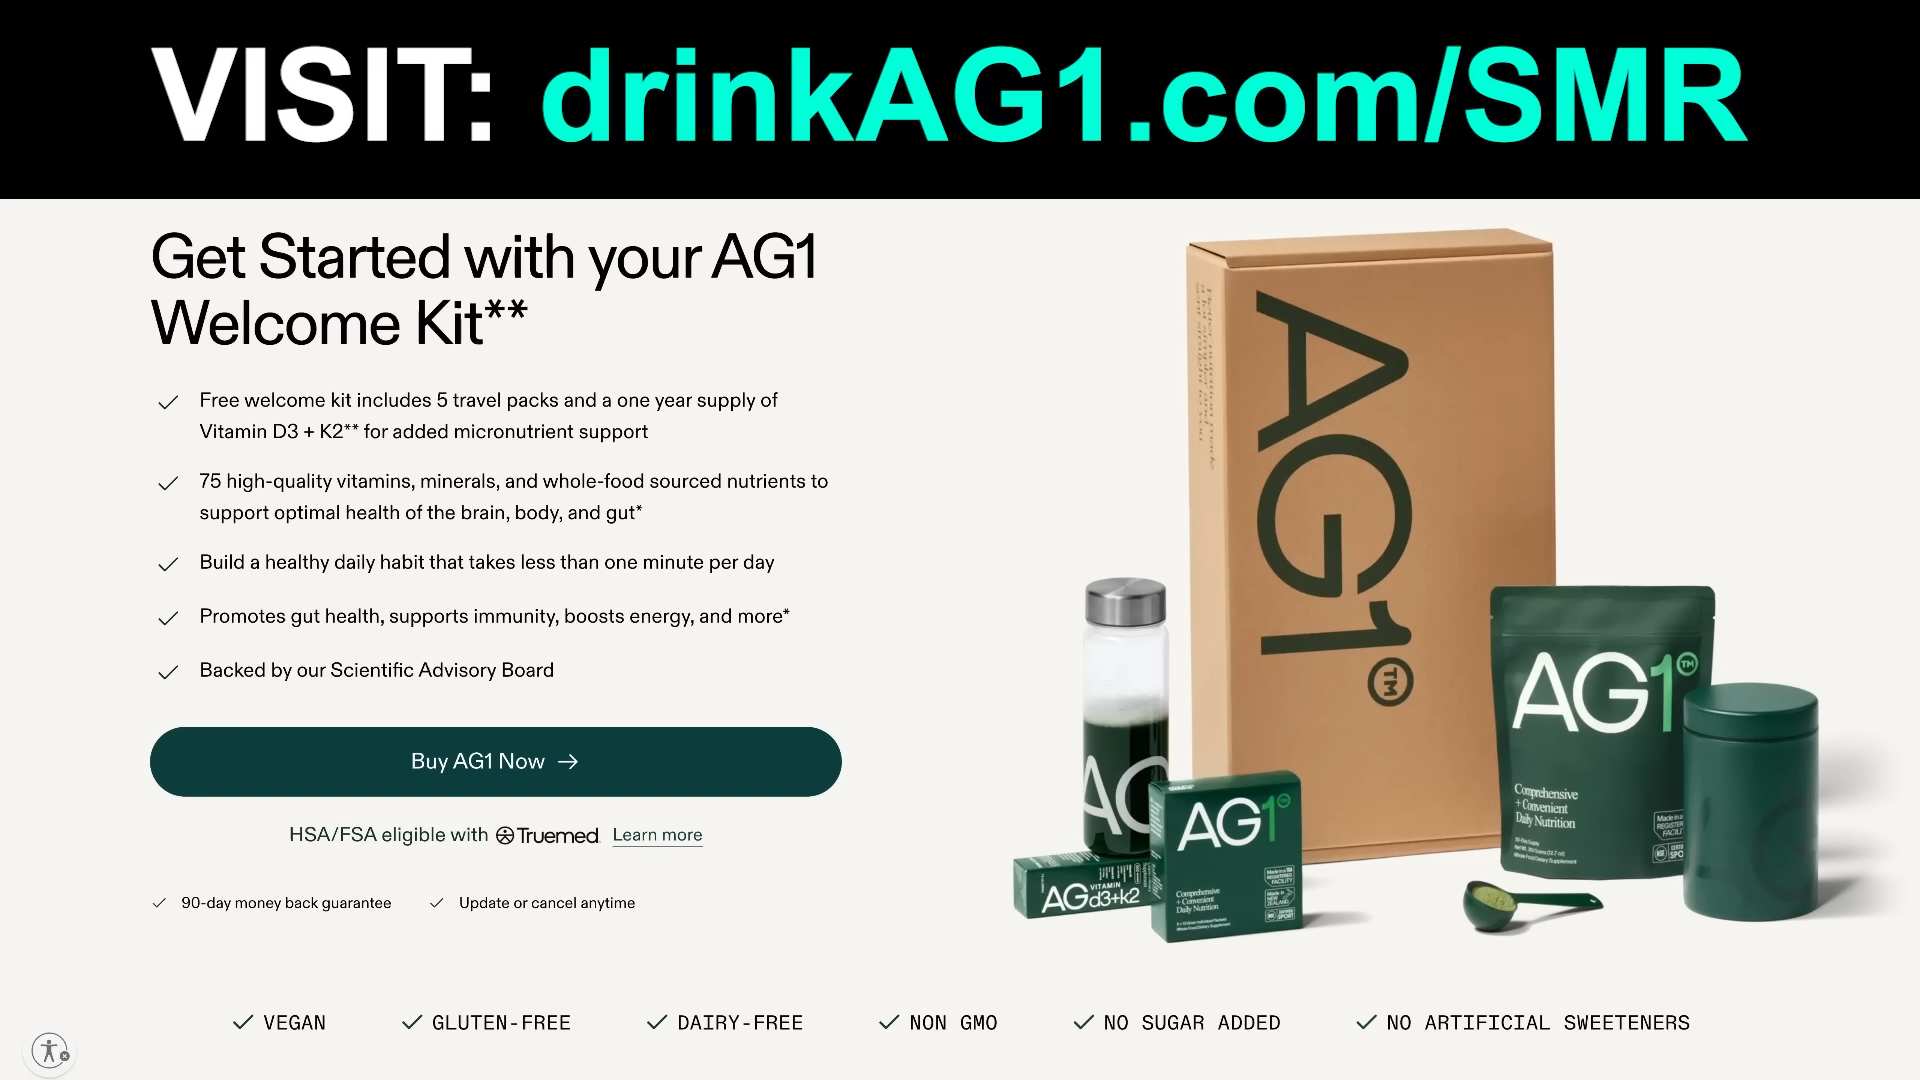 VISIT: drinkAG1.com/SMR
Get Started with your AG1
Welcome Kit**
Free welcome kit includes 5 travel packs and a one year supply of
Vitamin D3 + K2** for added micronutrient support
75 high-quality vitamins, minerals, and whole-food sourced nutrients to
support optimal health of the brain, body, and gut*
Build a healthy daily habit that takes less than one minute per day
Promotes gut health, supports immunity, boosts energy, and more*
Backed by our Scientific Advisory Board
Buy AG1 Now →
HSA/FSA eligible with Truemed Learn more
90-day money back guarantee Update or cancel anytime
AG1™
AG1™
Comprehensive
+ Convenient
Daily Nutrition
AG
AG VITAMIN d3+k2
AG1™
Comprehensive
+ Convenient
Daily Nutrition
VEGAN GLUTEN-FREE DAIRY-FREE NON GMO NO SUGAR ADDED NO ARTIFICIAL SWEETENERS